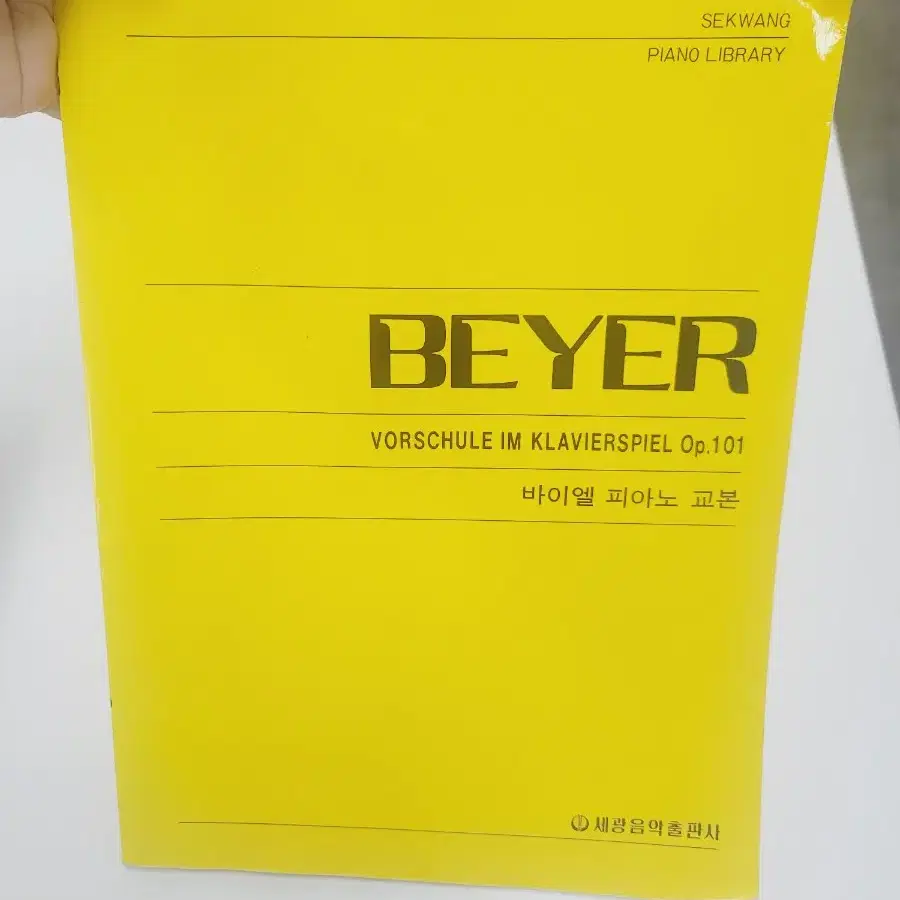 SEKWANG
PIANO LIBRARY
BEYER
VORSCHULE IM KLAVIERSPIEL Op.101
바이엘 피아노 교본
세광음악출판사